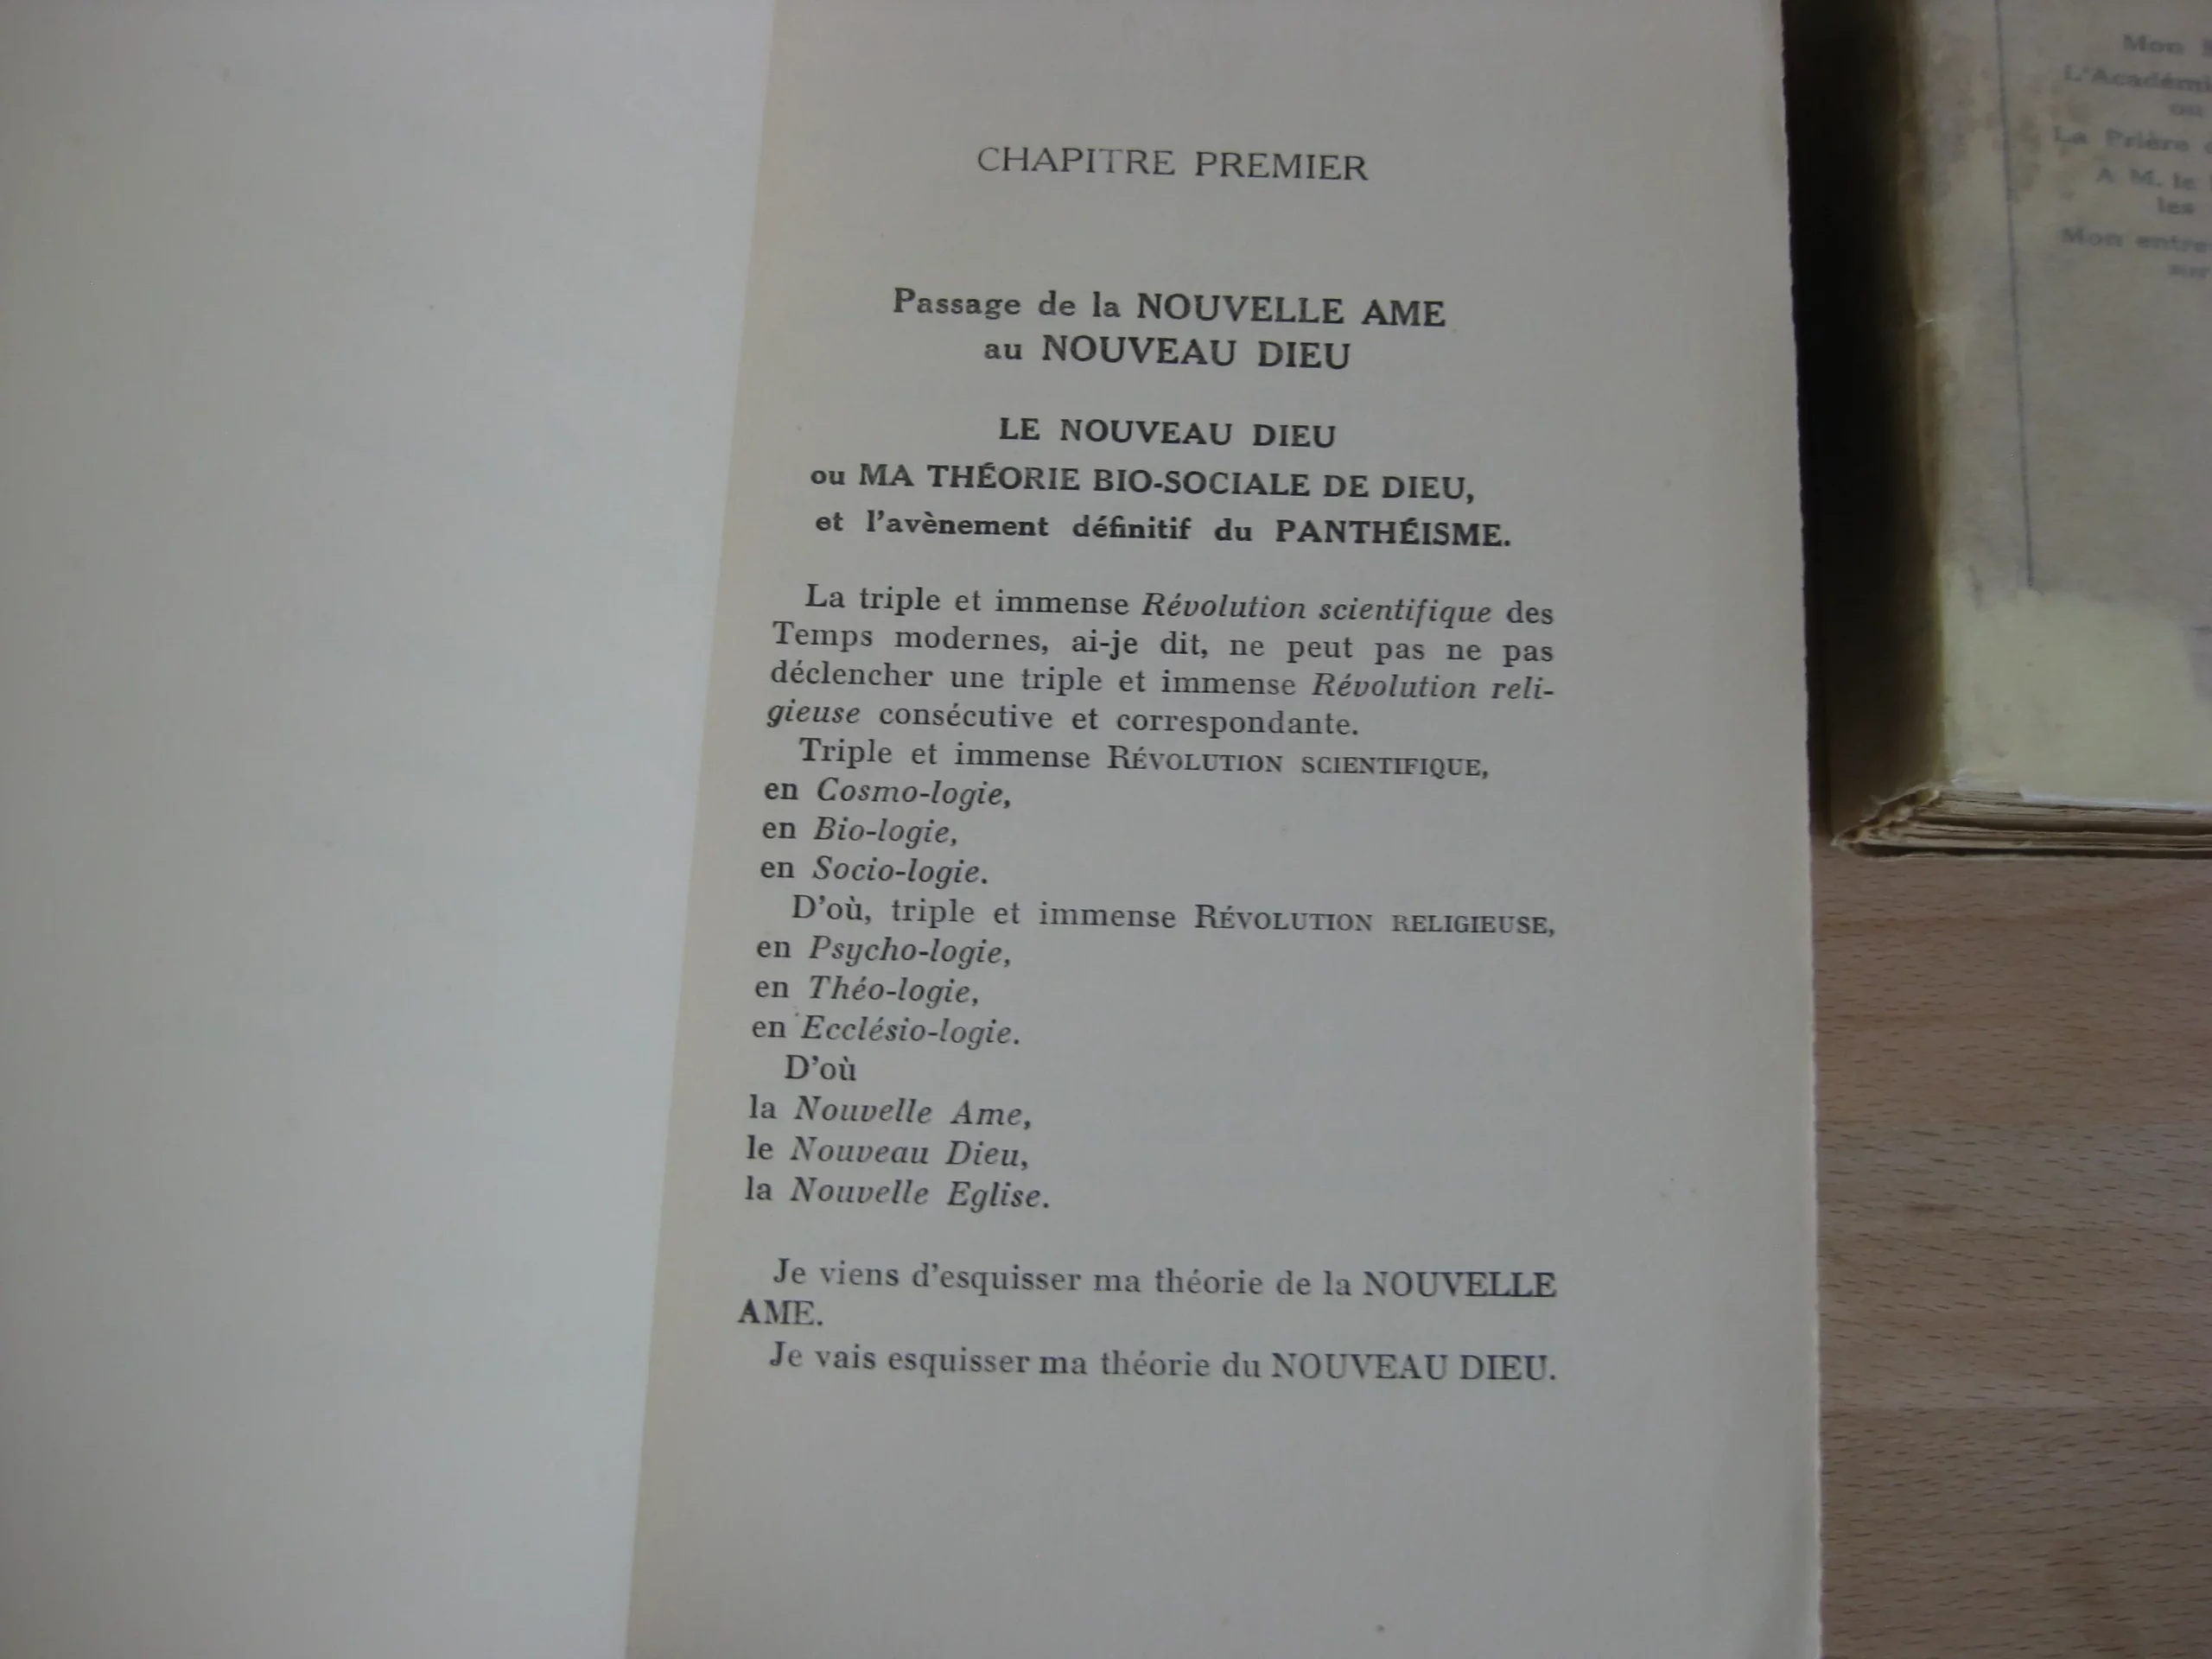 CHAPITRE PREMIER
Passage de la NOUVELLE AME
au NOUVEAU DIEU
LE NOUVEAU DIEU
ou MA THÉORIE BIO-SOCIALE DE DIEU,
et l'avènement définitif du PANTHÉISME.
La triple et immense Révolution scientifique des
Temps modernes, ai-je dit, ne peut pas ne pas
déclencher une triple et immense Révolution reli-
gieuse consécutive et correspondante.
Triple et immense RÉVOLUTION SCIENTIFIQUE,
en Cosmo-logie,
en Bio-logie,
en Socio-logie.
D'où, triple et immense RÉVOLUTION RELIGIEUSE,
en Psycho-logie,
en Théo-logie,
en Ecclésio-logie.
D'où
la Nouvelle Ame,
le Nouveau Dieu,
la Nouvelle Eglise.
Je viens d'esquisser ma théorie de la NOUVELLE
AME.
Je vais esquisser ma théorie du NOUVEAU DIEU.
Mon
La Prière
A M. le
les
Mon